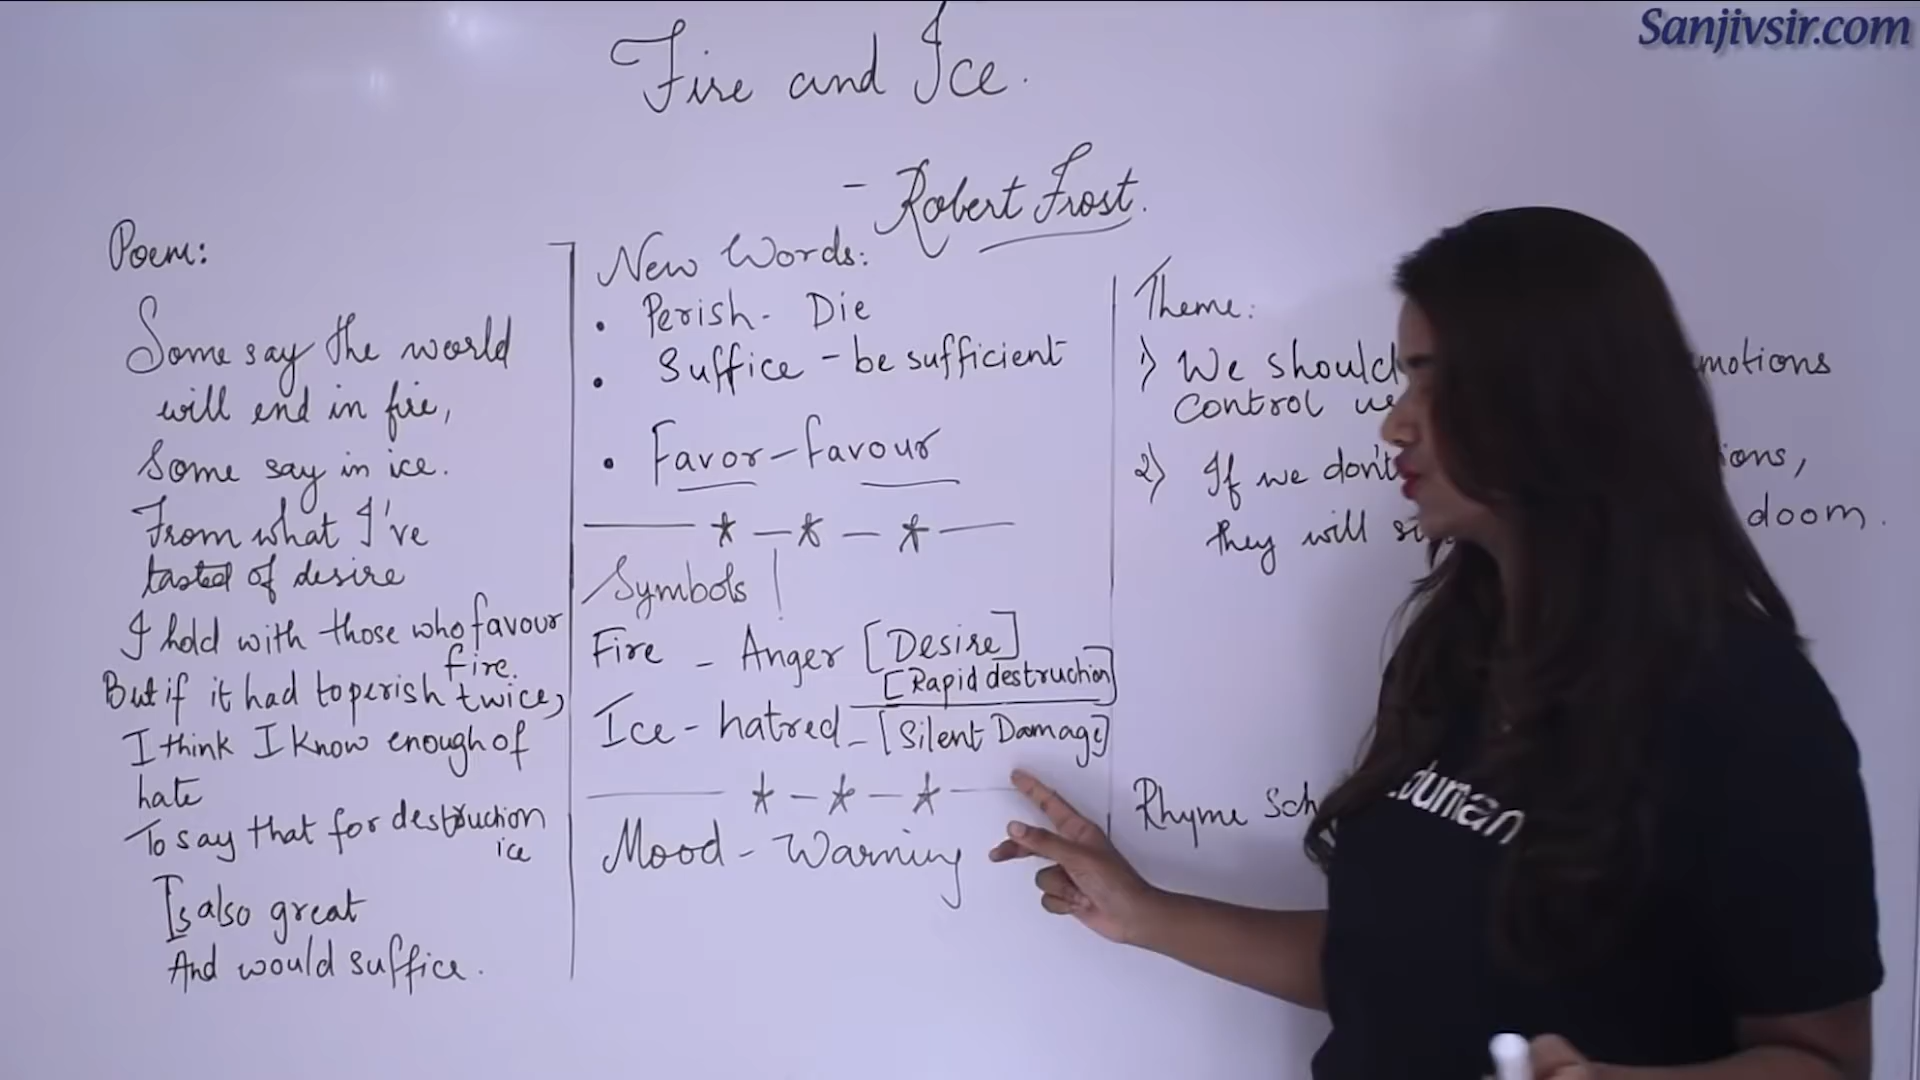 Sanjivsir.com
Fire and Ice.
- Robert Frost.
Poem:
Some say the world
will end in fire,
Some say in ice.
From what I've
tasted of desire
I hold with those who favour
fire.
But if it had to perish twice,
I think I know enough of
hate
To say that for destruction
ice
Is also great
And would suffice.
New Words:
• Perish - Die
• Suffice - be sufficient
• Favor - favour
Symbols
Fire - Anger [Desire]
[Rapid destruction]
Ice - hatred - [Silent Damage]
Mood - Warning
Theme:
1) We should
control
2) If we don't
they will doom.
Rhyme